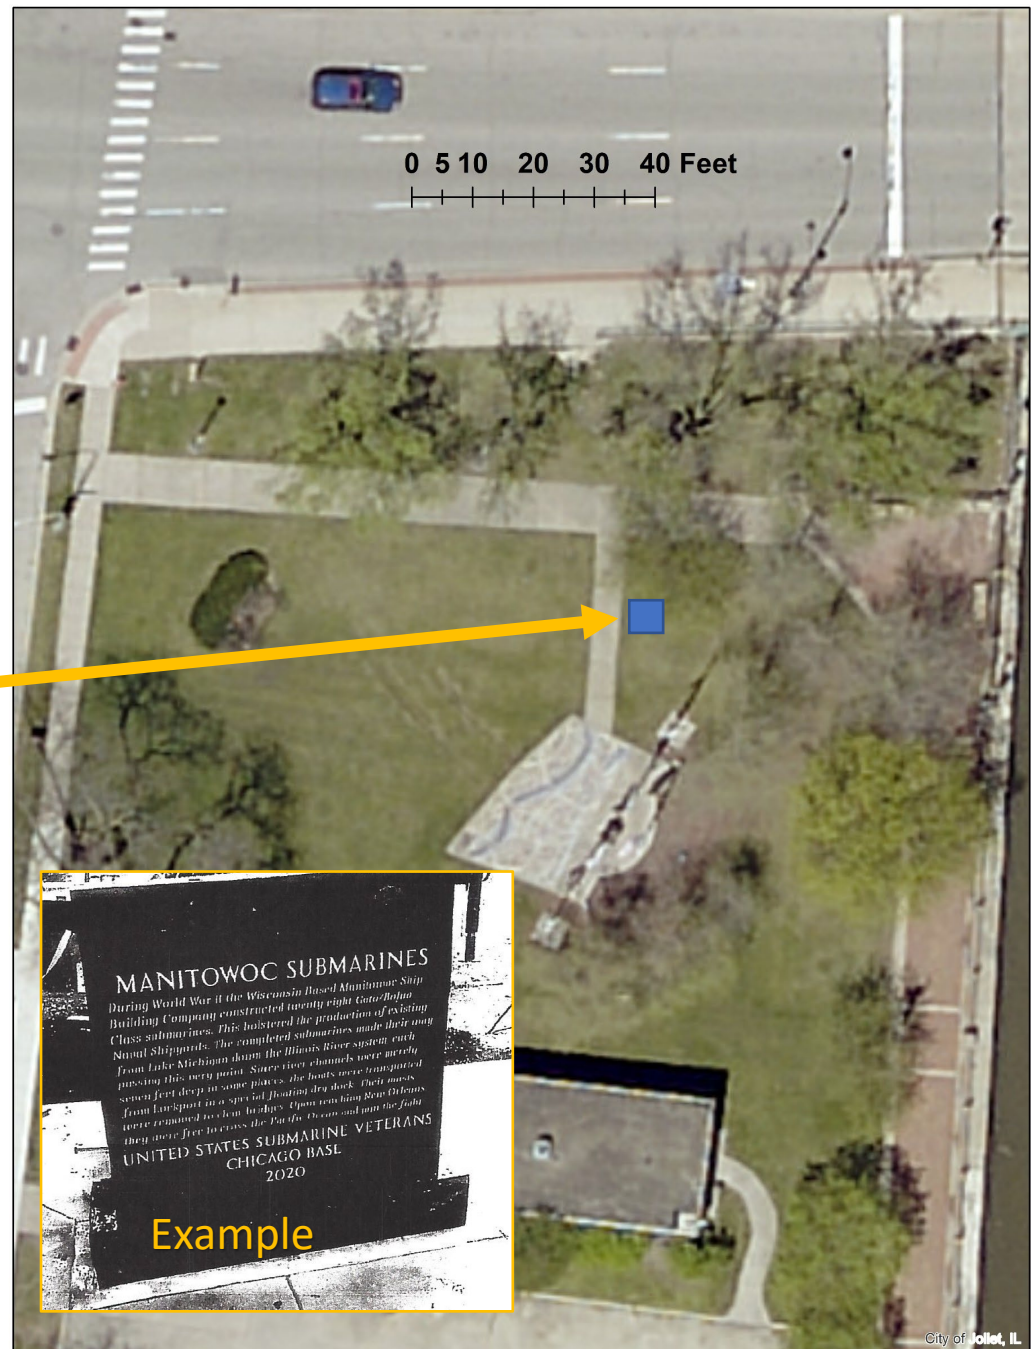 0 5 10 20 30 40 Feet
MANITOWOC SUBMARINES
During World War II the Wisconsin Based Manitowoc Ship
Building Company constructed twenty eight Gato/Balao
Class submarines. This bolstered the production of existing
Naval Shipyards. The completed submarines made their way
from Lake Michigan down the Illinois River system, each
passing this very point. Since river channels were merely
seven feet deep in some places, the boats were transported
from Lockport in a special floating dry dock. Their masts
were removed to clear bridges. Upon reaching New Orleans
they were free to cross the Pacific Ocean and join the fight.
UNITED STATES SUBMARINE VETERANS
CHICAGO BASE
2020
Example
City of Joliet, IL